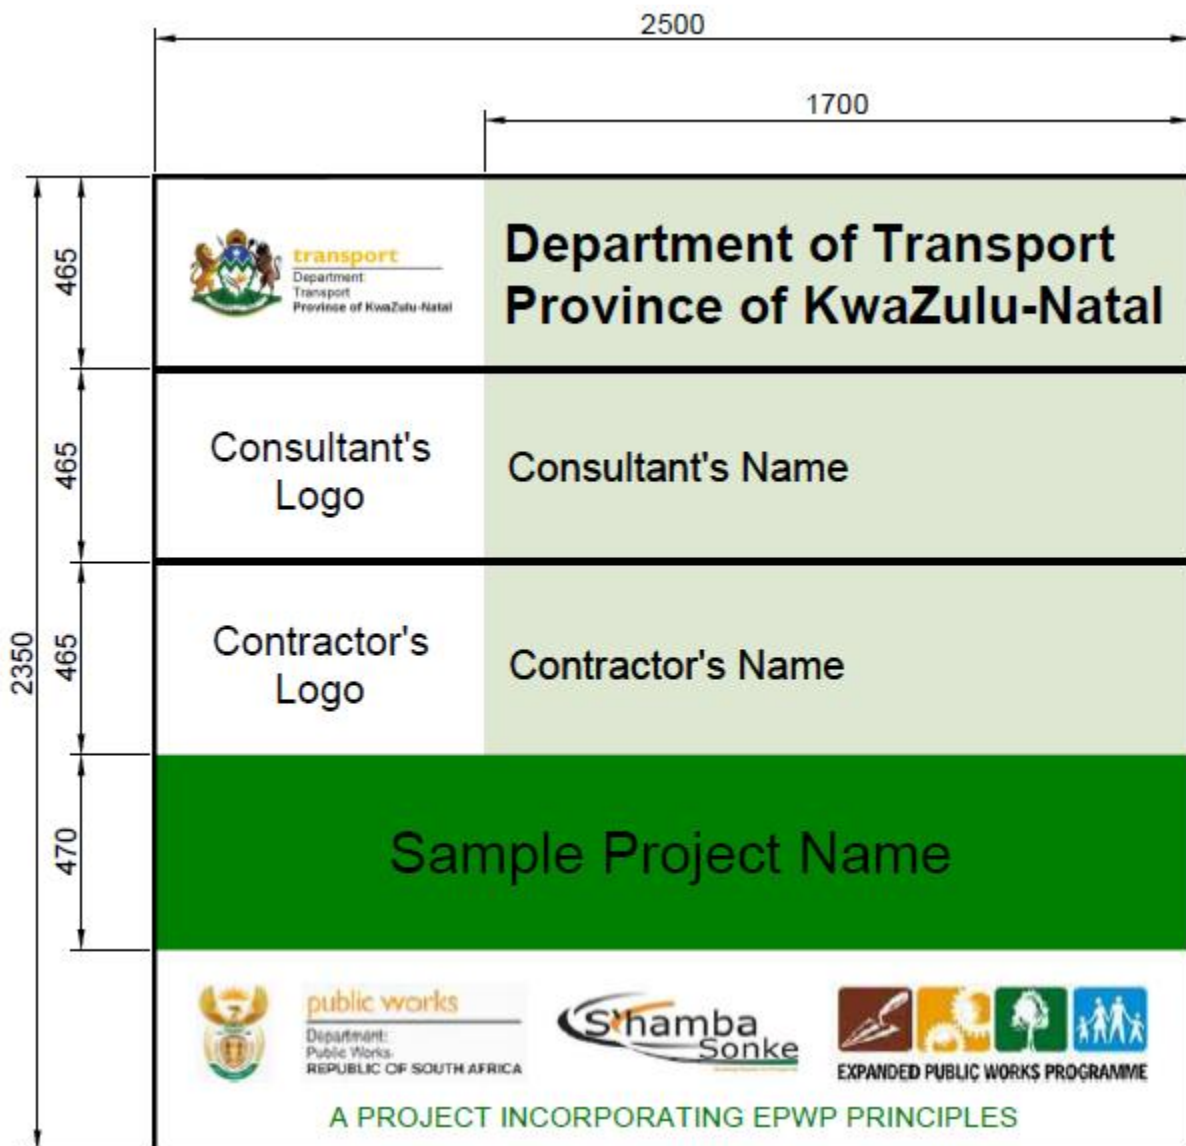 2500
1700
465
transport
Department
Transport
Province of KwaZulu-Natal
Department of Transport
Province of KwaZulu-Natal
465
Consultant's
Logo
Consultant's Name
2350
465
Contractor's
Logo
Contractor's Name
470
Sample Project Name
public works
Department:
Public Works
REPUBLIC OF SOUTH AFRICA
S'hamba
Sonke
EXPANDED PUBLIC WORKS PROGRAMME
A PROJECT INCORPORATING EPWP PRINCIPLES